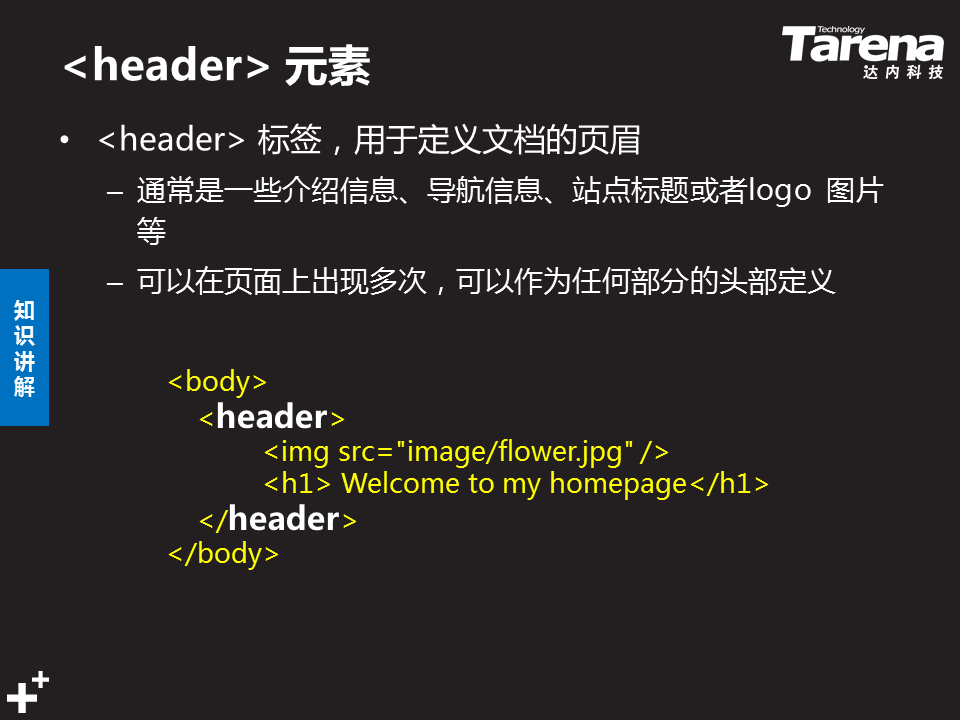 <header> 元素
Technology
Tarena
达内科技
• <header> 标签，用于定义文档的页眉
– 通常是一些介绍信息、导航信息、站点标题或者logo 图片
等
– 可以在页面上出现多次，可以作为任何部分的头部定义
知
识
讲
解
<body>
<header>
<img src="image/flower.jpg" />
<h1> Welcome to my homepage</h1>
</header>
</body>